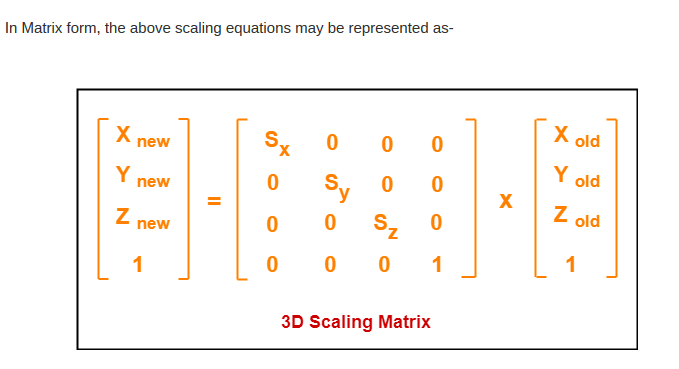 In Matrix form, the above scaling equations may be represented as-
X new   Sx 0 0 0   X old
Y new   0 Sy 0 0   Y old
=   x
Z new   0 0 Sz 0   Z old
1   0 0 0 1   1
3D Scaling Matrix